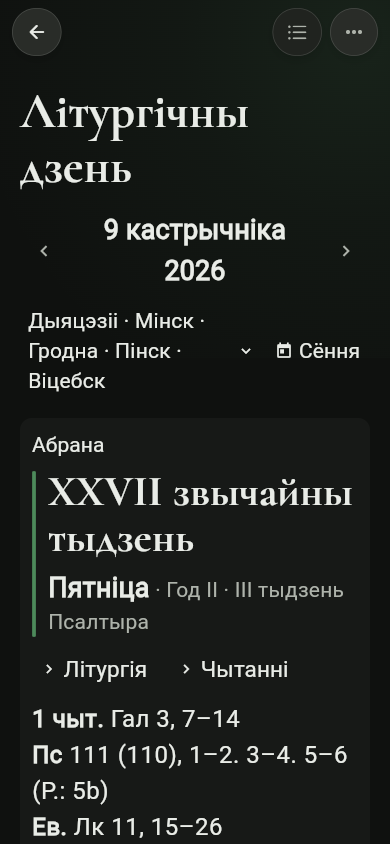 Літургічны
дзень
9 кастрычніка
2026
Дыяцэзіі · Мінск ·
Гродна · Пінск ·
Віцебск
Сёння
Абрана
XXVII звычайны
тыдзень
Пятніца · Год II · III тыдзень
Псалтыра
Літургія
Чытанні
1 чыт. Гал 3, 7–14
Пс 111 (110), 1–2. 3–4. 5–6
(Р.: 5b)
Ев. Лк 11, 15–26